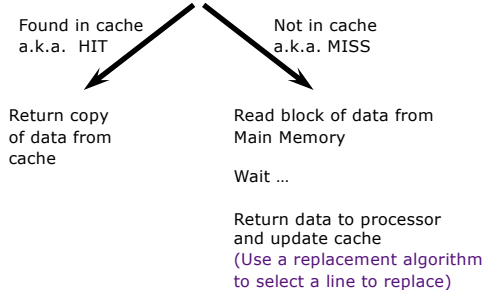 Found in cache
a.k.a. HIT
Not in cache
a.k.a. MISS
Return copy
of data from
cache
Read block of data from
Main Memory
Wait …
Return data to processor
and update cache
(Use a replacement algorithm
to select a line to replace)